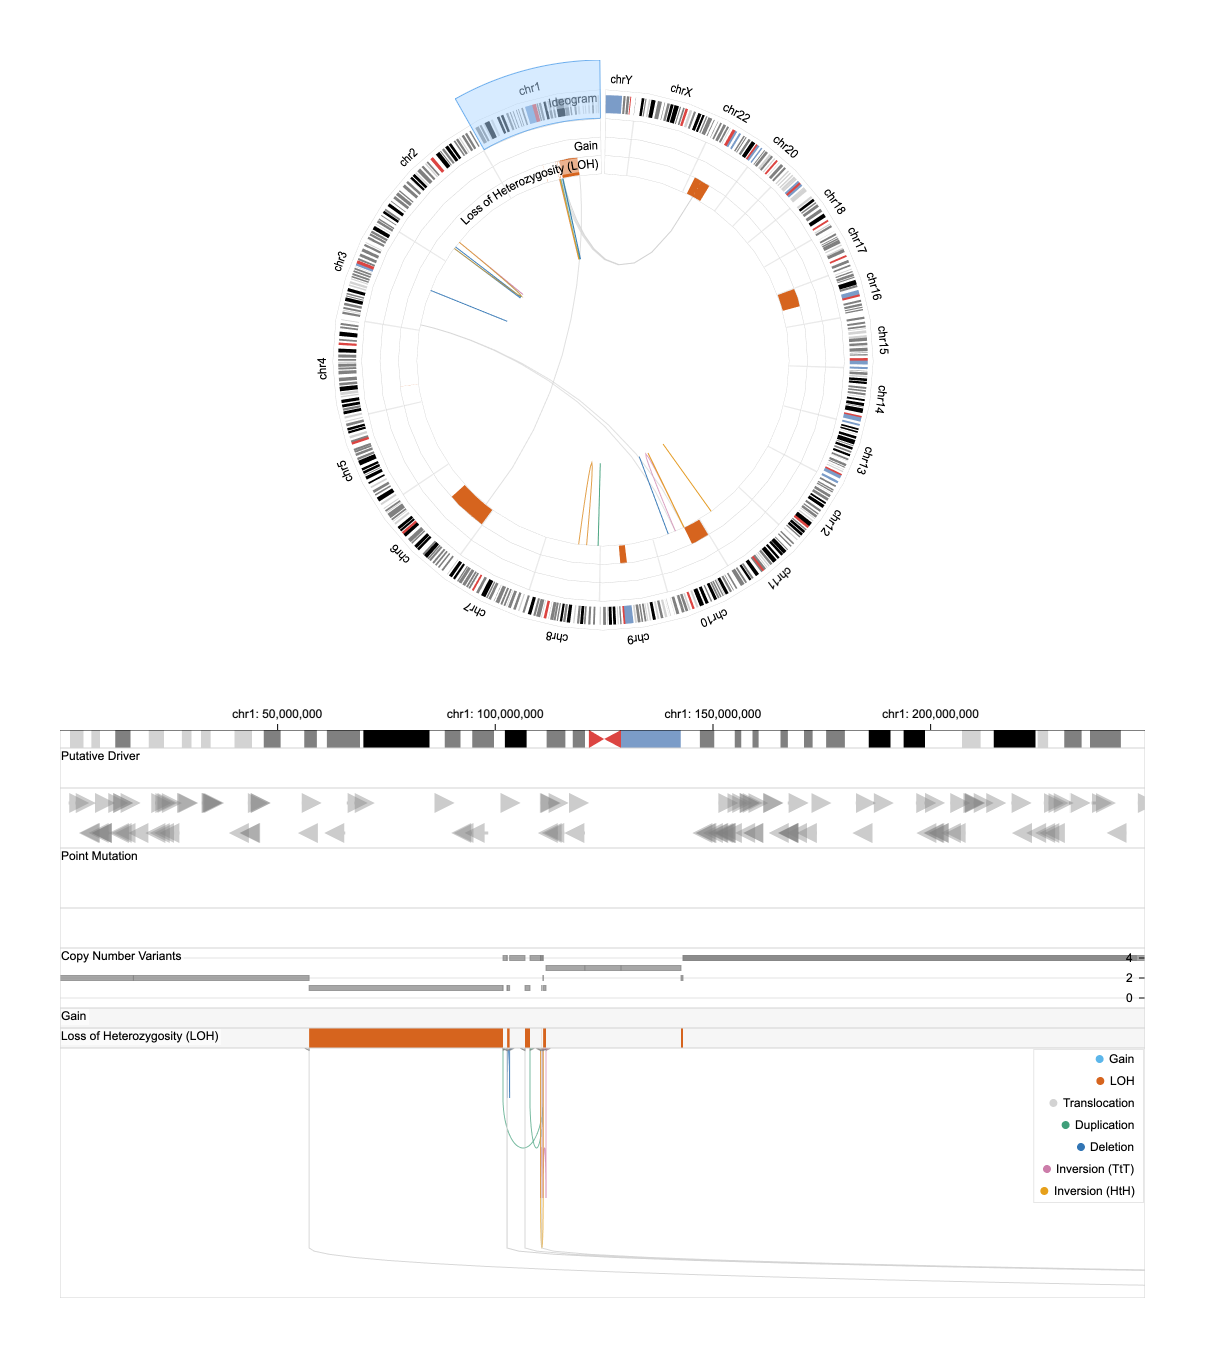 chr1
Ideogram
Gain
Loss of Heterozygosity (LOH)
chrY
chrX
chr22
chr20
chr18
chr17
chr16
chr15
chr14
chr13
chr12
chr11
chr10
chr9
chr8
chr7
chr6
chr5
chr4
chr3
chr2
chr1: 50,000,000 chr1: 100,000,000 chr1: 150,000,000 chr1: 200,000,000
Putative Driver
Point Mutation
Copy Number Variants 4
2
0
Gain
Loss of Heterozygosity (LOH)
Gain
LOH
Translocation
Duplication
Deletion
Inversion (TtT)
Inversion (HtH)